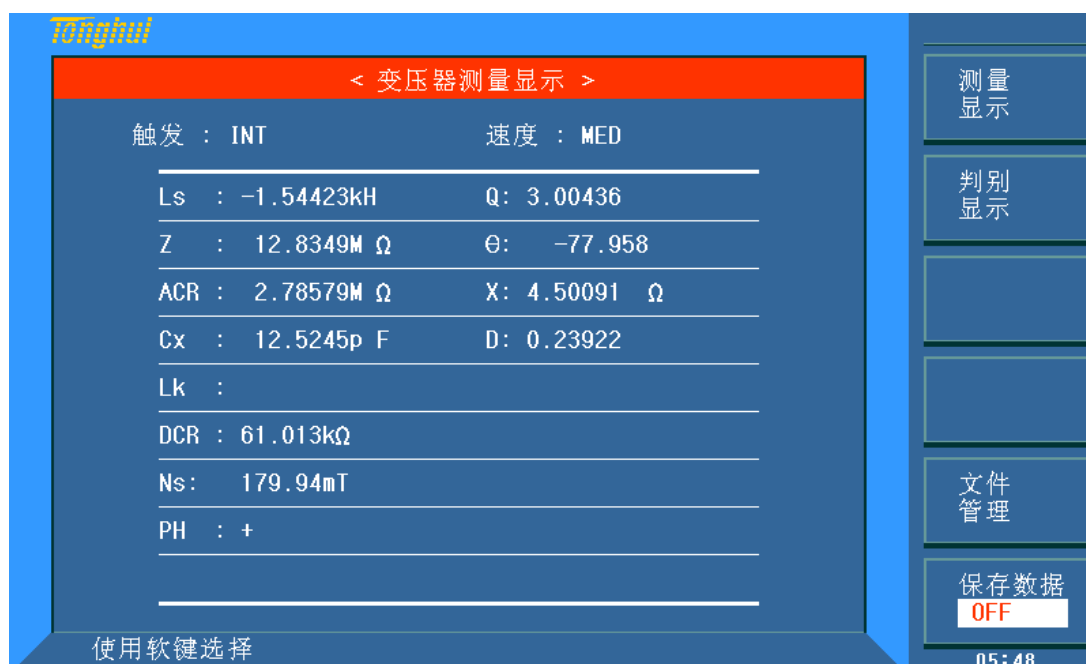 Tonghui
< 变压器测量显示 >
触发 : INT 速度 : MED
Ls : -1.54423kH Q: 3.00436
Z : 12.8349M Ω θ: -77.958
ACR : 2.78579M Ω X: 4.50091 Ω
Cx : 12.5245p F D: 0.23922
Lk :
DCR : 61.013kΩ
Ns: 179.94mT
PH : +
使用软键选择
测量
显示
判别
显示
文件
管理
保存数据
OFF
05:48